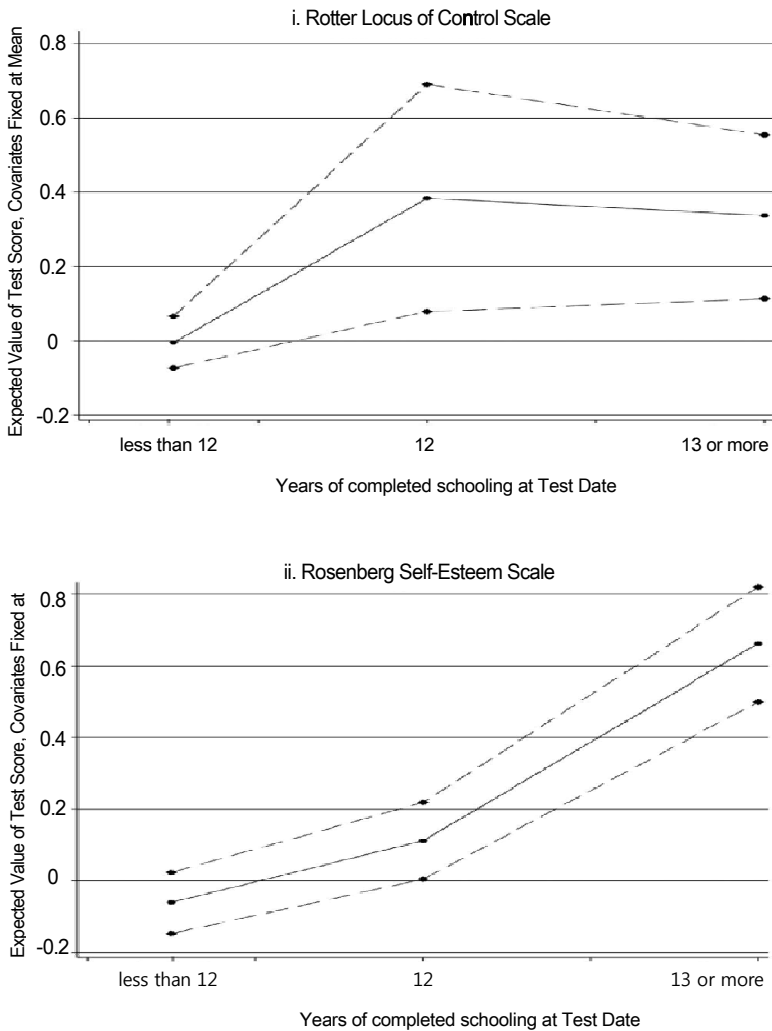 i. Rotter Locus of Control Scale
Expected Value of Test Score, Covariates Fixed at Mean
0.8
0.6
0.4
0.2
0
-0.2
less than 12 12 13 or more
Years of completed schooling at Test Date
ii. Rosenberg Self-Esteem Scale
Expected Value of Test Score, Covariates Fixed at
0.8
0.6
0.4
0.2
0
-0.2
less than 12 12 13 or more
Years of completed schooling at Test Date